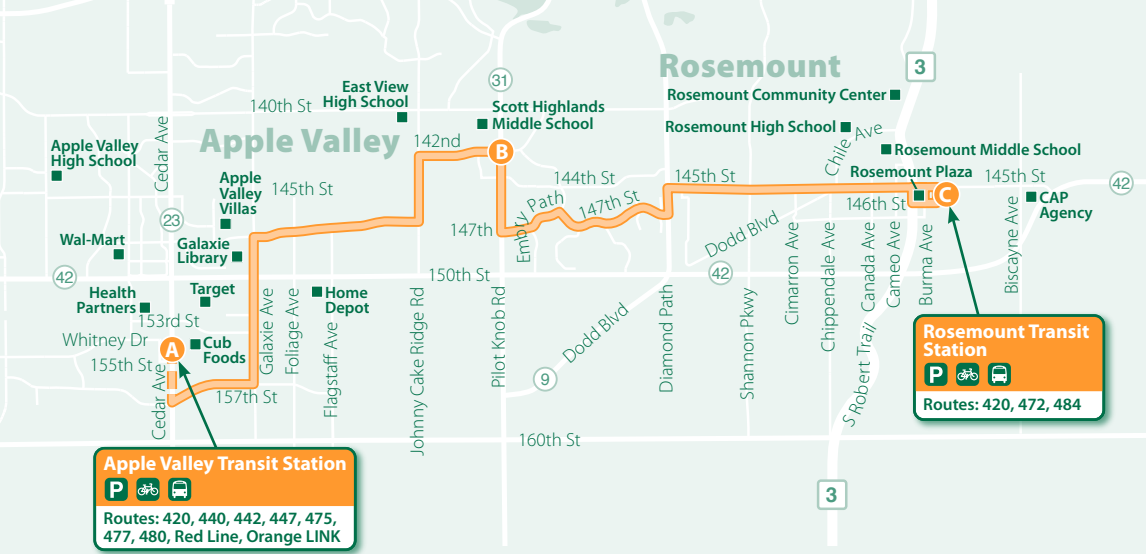 Rosemount
3
31
East View
High School
Rosemount Community Center
140th St
Scott Highlands
Middle School
Apple Valley
142nd
Rosemount High School
Chile Ave
Apple Valley
High School
Cedar Ave
B
Rosemount Middle School
Rosemount Plaza
Apple
Valley
Villas
145th St
144th St
145th St
145th St
42
C
CAP
Agency
147th St
146th St
Embry Path
23
147th
Wal-Mart
Galaxie
Library
Dodd Blvd
42
150th St
42
Biscayne Ave
Burma Ave
Cameo Ave
Canada Ave
Chippendale Ave
Cimarron Ave
Health
Partners
Target
Home
Depot
153rd St
Whitney Dr
A
Cub
Foods
155th St
Galaxie Ave
Foliage Ave
Flagstaff Ave
Johnny Cake Ridge Rd
Pilot Knob Rd
Dodd Blvd
9
Diamond Path
Shannon Pkwy
S Robert Trail
157th St
Cedar Ave
160th St
Rosemount Transit
Station
P
Routes: 420, 472, 484
Apple Valley Transit Station
P
Routes: 420, 440, 442, 447, 475,
477, 480, Red Line, Orange LINK
3